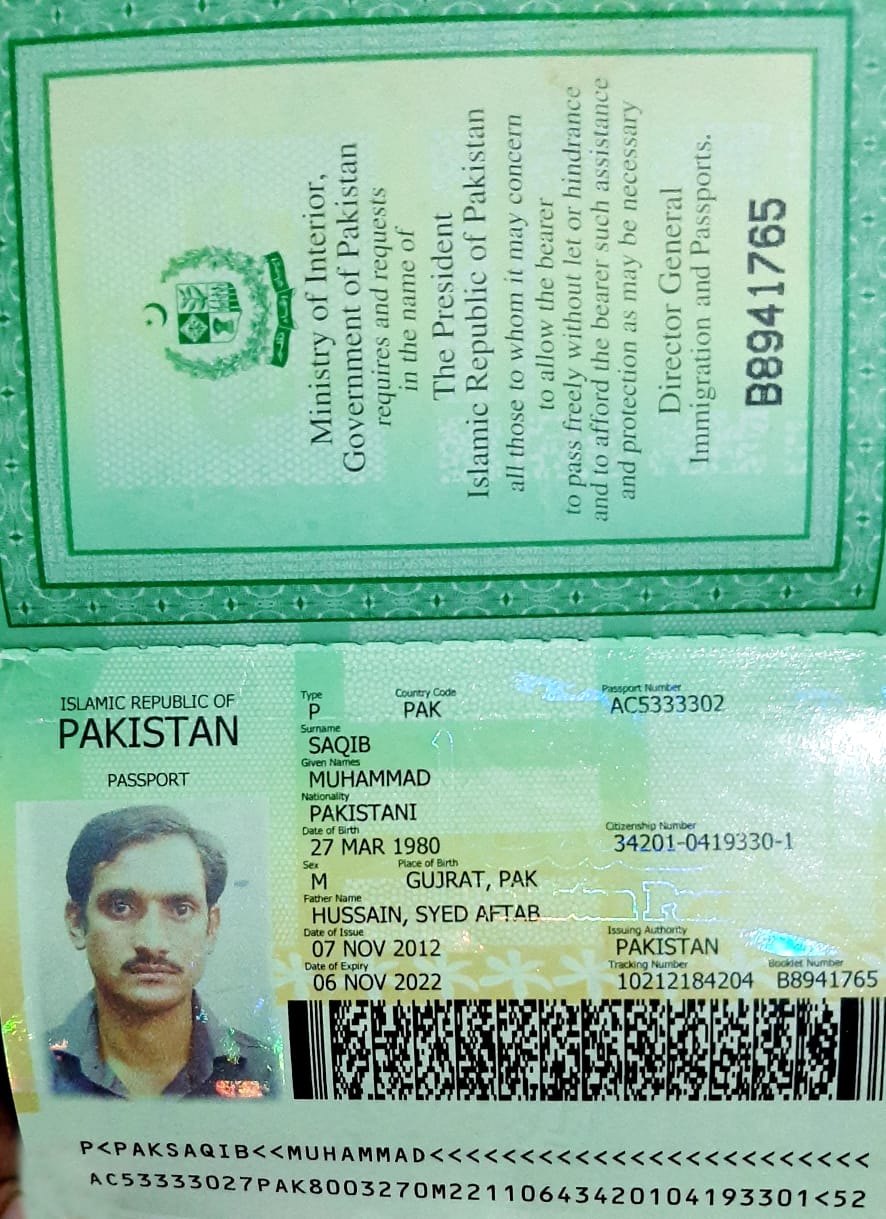 Ministry of Interior,
Government of Pakistan
requires and requests
in the name of
The President
Islamic Republic of Pakistan
all those to whom it may concern
to allow the bearer
to pass freely without let or hindrance
and to afford the bearer such assistance
and protection as may be necessary
Director General
Immigration and Passports.
B8941765
ISLAMIC REPUBLIC OF
PAKISTAN
PASSPORT
Type Country Code Passport Number
P PAK AC5333302
Surname
SAQIB
Given Names
MUHAMMAD
Nationality
PAKISTANI
Date of Birth Citizenship Number
27 MAR 1980 34201-0419330-1
Sex Place of Birth
M GUJRAT, PAK
Father Name
HUSSAIN, SYED AFTAB
Date of Issue Issuing Authority
07 NOV 2012 PAKISTAN
Date of Expiry Tracking Number Booklet Number
06 NOV 2022 10212184204 B8941765
P<PAKSAQIB<<MUHAMMAD<<<<<<<<<<<<<<<<<<<<<<<<
AC53333027PAK8003270M22110643420104193301<52